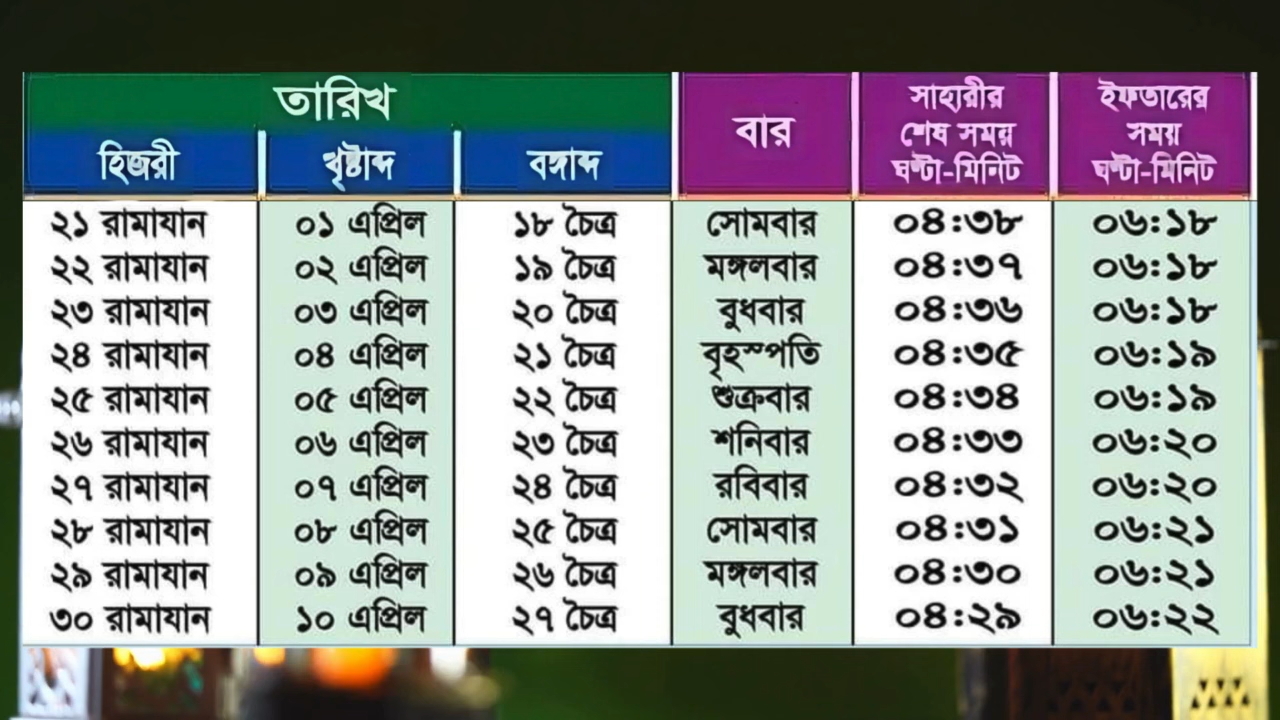 তারিখ
হিজরী খৃষ্টাব্দ বঙ্গাব্দ বার সাহারীর শেষ সময় ঘণ্টা-মিনিট ইফতারের সময় ঘণ্টা-মিনিট
২১ রামাযান ০১ এপ্রিল ১৮ চৈত্র সোমবার ০৪:৩৮ ০৬:১৮
২২ রামাযান ০২ এপ্রিল ১৯ চৈত্র মঙ্গলবার ০৪:৩৭ ০৬:১৮
২৩ রামাযান ০৩ এপ্রিল ২০ চৈত্র বুধবার ০৪:৩৬ ০৬:১৮
২৪ রামাযান ০৪ এপ্রিল ২১ চৈত্র বৃহস্পতি ০৪:৩৫ ০৬:১৯
২৫ রামাযান ০৫ এপ্রিল ২২ চৈত্র শুক্রবার ০৪:৩৪ ০৬:১৯
২৬ রামাযান ০৬ এপ্রিল ২৩ চৈত্র শনিবার ০৪:৩৩ ০৬:২০
২৭ রামাযান ০৭ এপ্রিল ২৪ চৈত্র রবিবার ০৪:৩২ ০৬:২০
২৮ রামাযান ০৮ এপ্রিল ২৫ চৈত্র সোমবার ০৪:৩১ ০৬:২১
২৯ রামাযান ০৯ এপ্রিল ২৬ চৈত্র মঙ্গলবার ০৪:৩০ ০৬:২১
৩০ রামাযান ১০ এপ্রিল ২৭ চৈত্র বুধবার ০৪:২৯ ০৬:২২